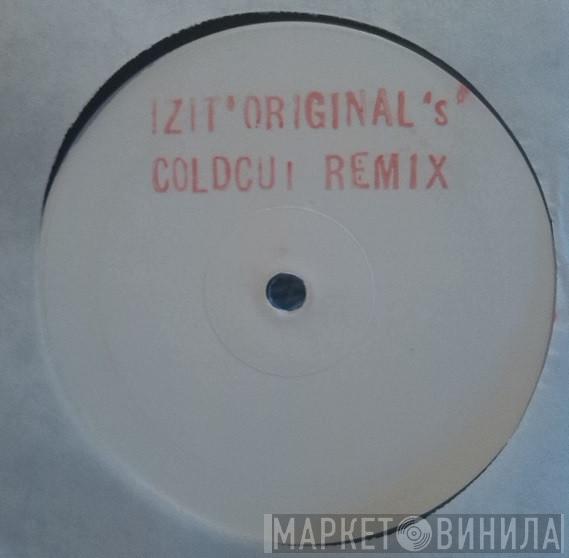 IZIT'ORIGINAL's'
COLDCUT REMIX
МАРКЕТ ВИНИЛА